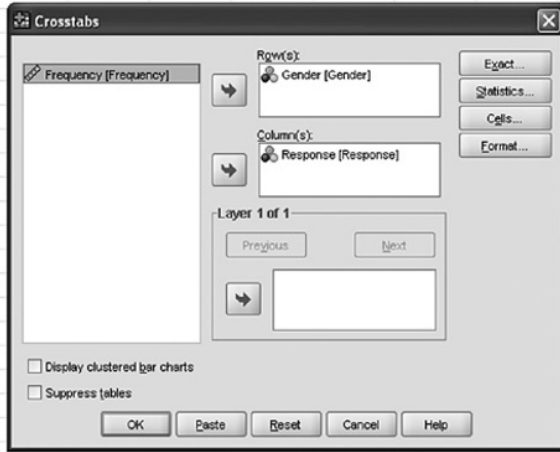 Crosstabs
Frequency [Frequency]
Row(s):
Gender [Gender]
Column(s):
Response [Response]
Exact...
Statistics...
Cells...
Format...
Layer 1 of 1
Previous
Next
Display clustered bar charts
Suppress tables
OK
Paste
Reset
Cancel
Help